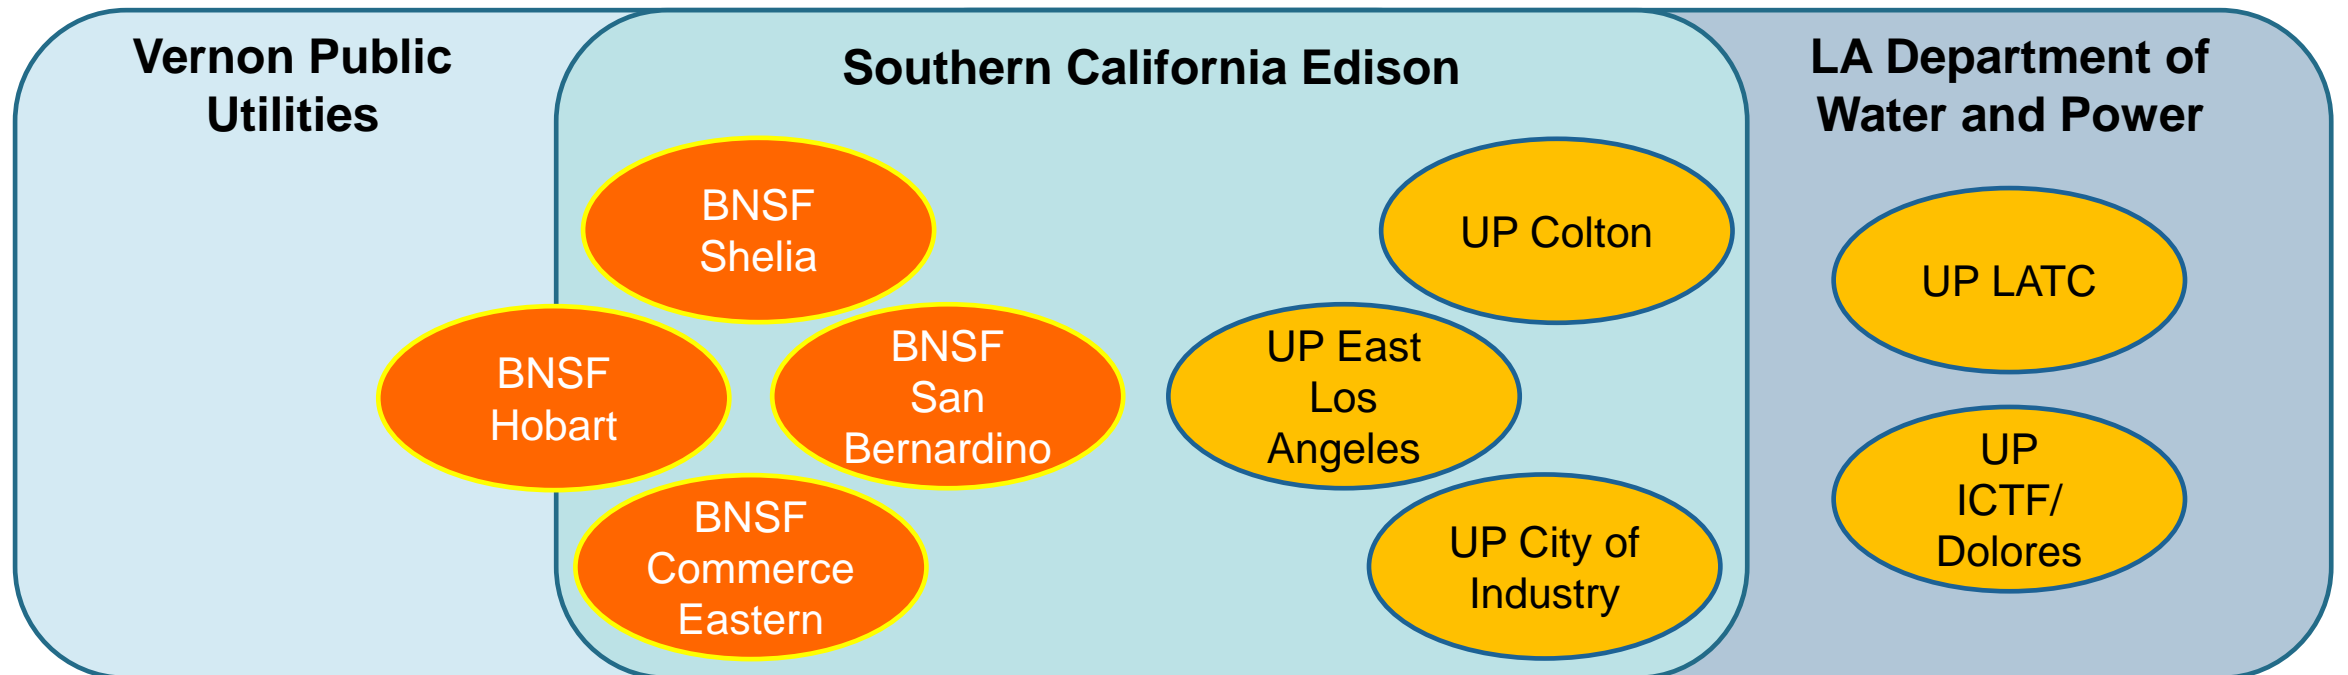 Vernon Public
Utilities
Southern California Edison
LA Department of
Water and Power
BNSF
Shelia
BNSF
Hobart
BNSF
San
Bernardino
BNSF
Commerce
Eastern
UP Colton
UP East
Los
Angeles
UP City of
Industry
UP LATC
UP
ICTF/
Dolores